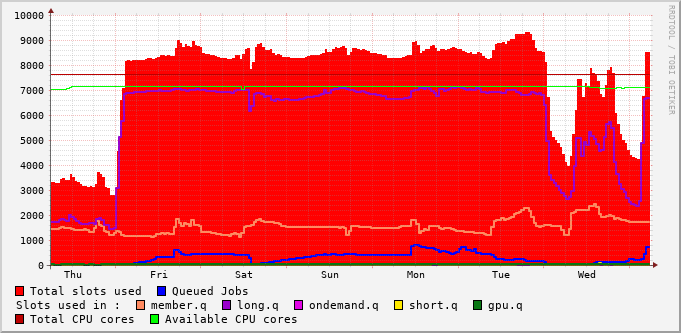 10000
9000
8000
7000
6000
5000
4000
3000
2000
1000
0
Thu Fri Sat Sun Mon Tue Wed
Total slots used Queued Jobs
Slots used in : member.q long.q ondemand.q short.q gpu.q
Total CPU cores Available CPU cores
RRDTOOL / TOBI OETIKER